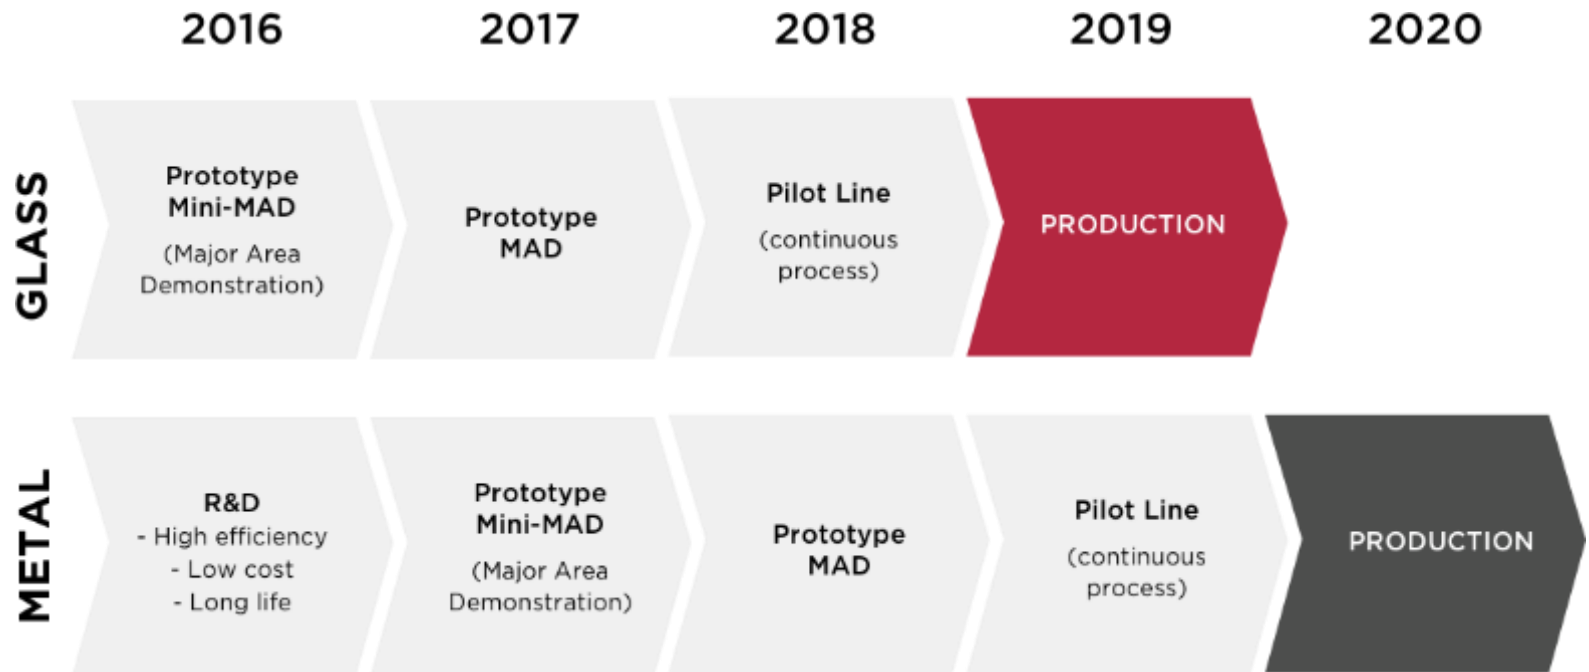 2016 2017 2018 2019 2020
GLASS
Prototype
Mini-MAD
(Major Area
Demonstration)
Prototype
MAD
Pilot Line
(continuous
process)
PRODUCTION
METAL
R&D
- High efficiency
- Low cost
- Long life
Prototype
Mini-MAD
(Major Area
Demonstration)
Prototype
MAD
Pilot Line
(continuous
process)
PRODUCTION